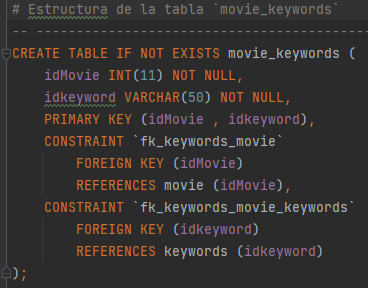 # Estructura de la tabla `movie_keywords`
-- ------------------------------------------
CREATE TABLE IF NOT EXISTS movie_keywords (
    idMovie INT(11) NOT NULL,
    idkeyword VARCHAR(50) NOT NULL,
    PRIMARY KEY (idMovie , idkeyword),
    CONSTRAINT `fk_keywords_movie`
        FOREIGN KEY (idMovie)
        REFERENCES movie (idMovie),
    CONSTRAINT `fk_keywords_movie_keywords`
        FOREIGN KEY (idkeyword)
        REFERENCES keywords (idkeyword)
);